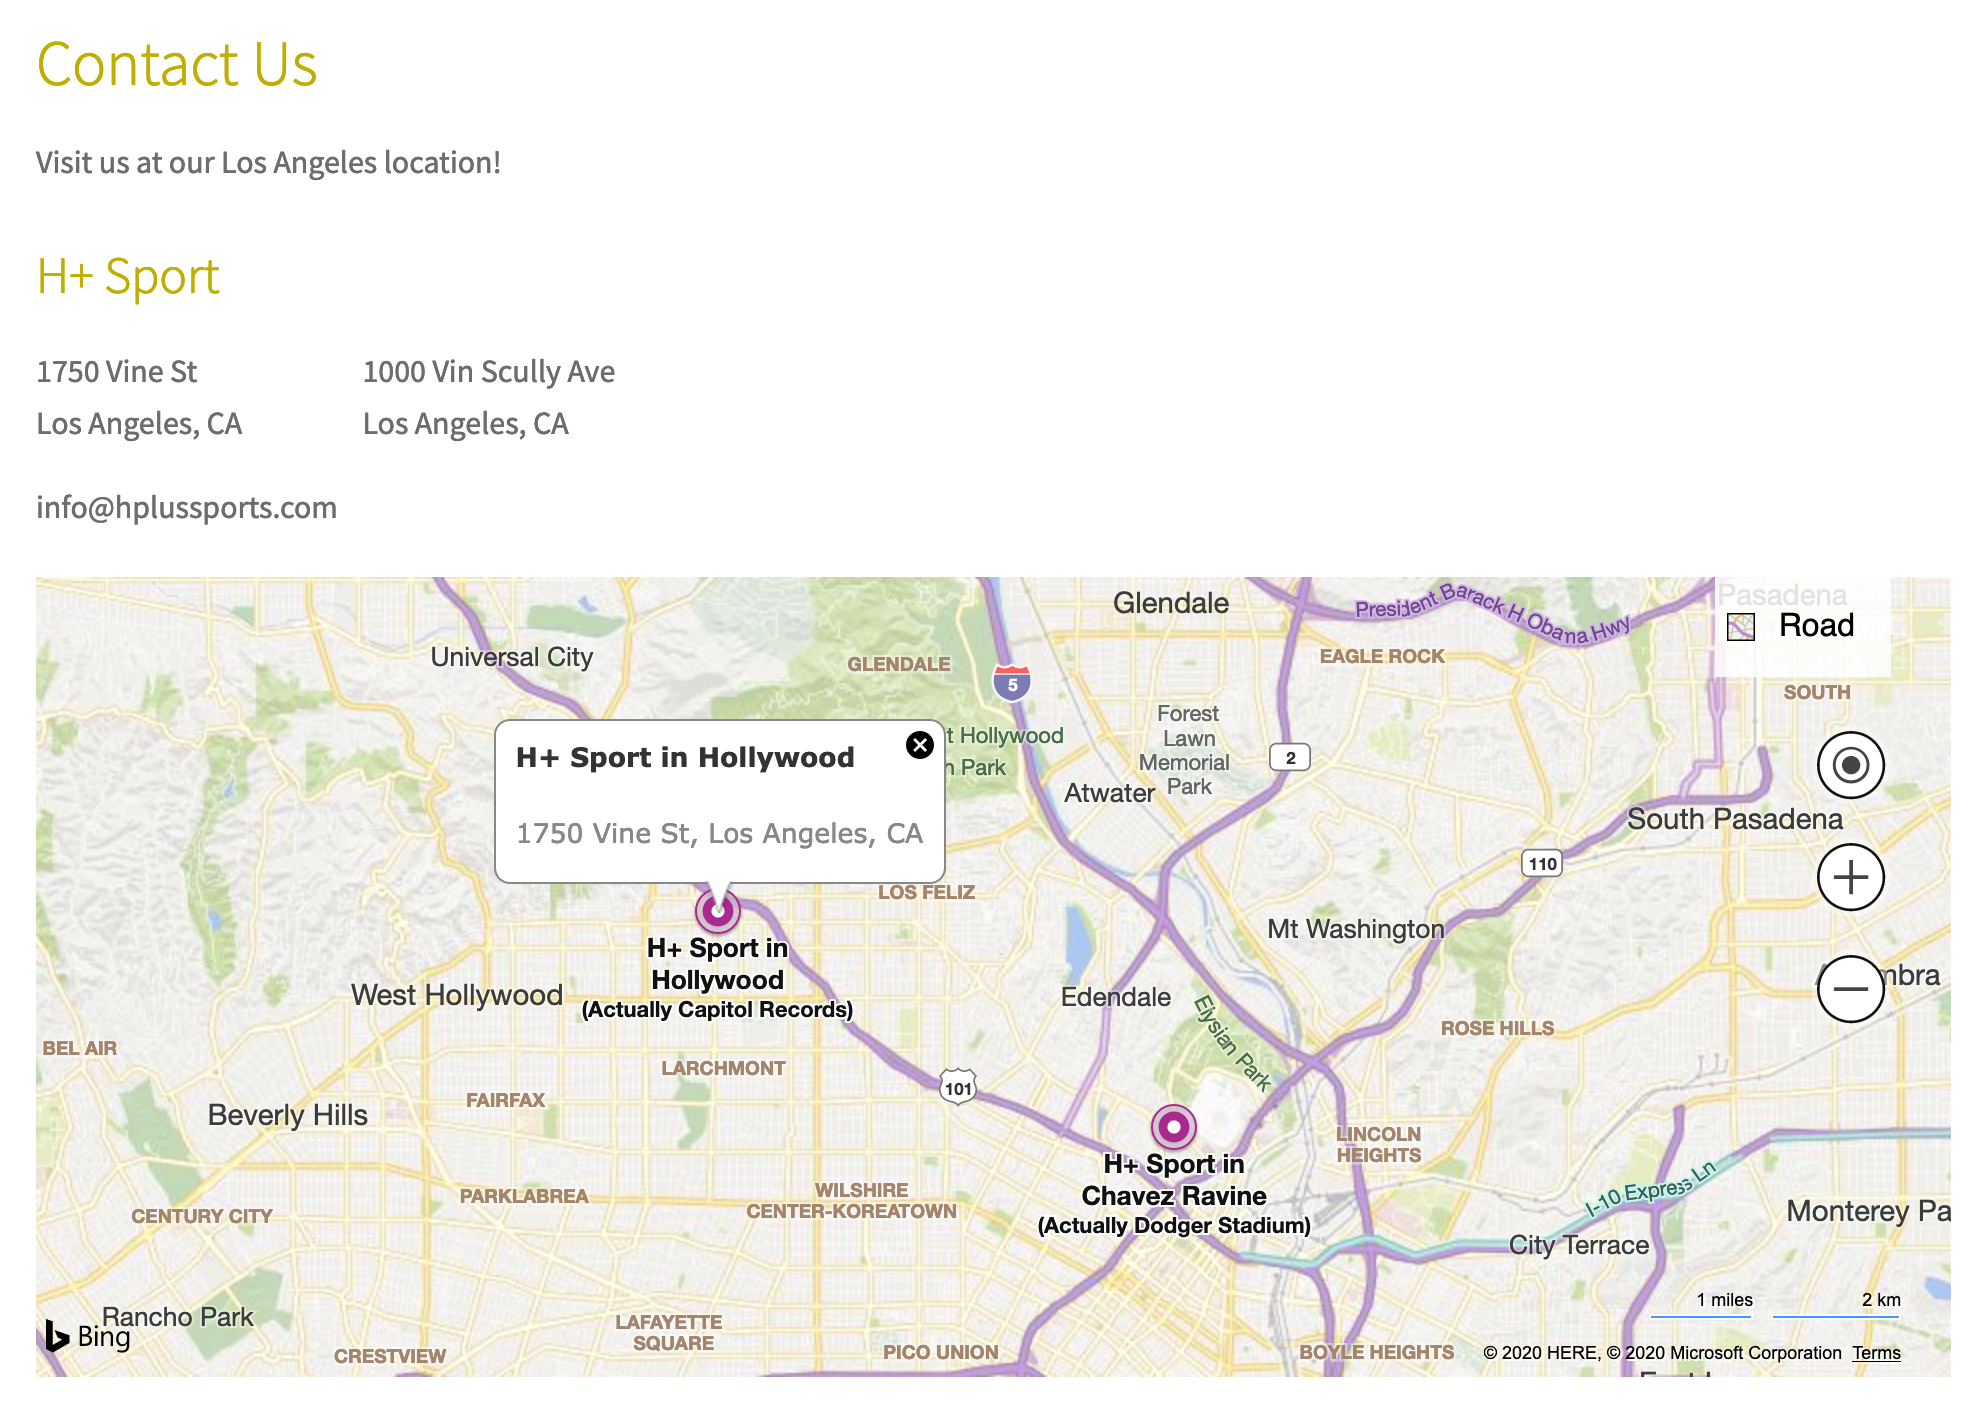 Contact Us
Visit us at our Los Angeles location!
H+ Sport
1750 Vine St
Los Angeles, CA
1000 Vin Scully Ave
Los Angeles, CA
info@hplussports.com
Glendale
President Barack H Obama Hwy
Pasadena
Road
Universal City
GLENDALE
5
EAGLE ROCK
SOUTH
Forest
Lawn
Memorial
Park
t Hollywood
n Park
2
H+ Sport in Hollywood
1750 Vine St, Los Angeles, CA
Atwater
South Pasadena
110
LOS FELIZ
Mt Washington
H+ Sport in
Hollywood
(Actually Capitol Records)
West Hollywood
Edendale
Elysian Park
mbra
ROSE HILLS
BEL AIR
LARCHMONT
101
FAIRFAX
Beverly Hills
LINCOLN
HEIGHTS
H+ Sport in
Chavez Ravine
(Actually Dodger Stadium)
PARKLABREA
WILSHIRE
CENTER-KOREATOWN
I-10 Express Ln
CENTURY CITY
Monterey Pa
City Terrace
Rancho Park
Bing
LAFAYETTE
SQUARE
CRESTVIEW
PICO UNION
BOYLE HEIGHTS
1 miles
2 km
© 2020 HERE, © 2020 Microsoft Corporation Terms